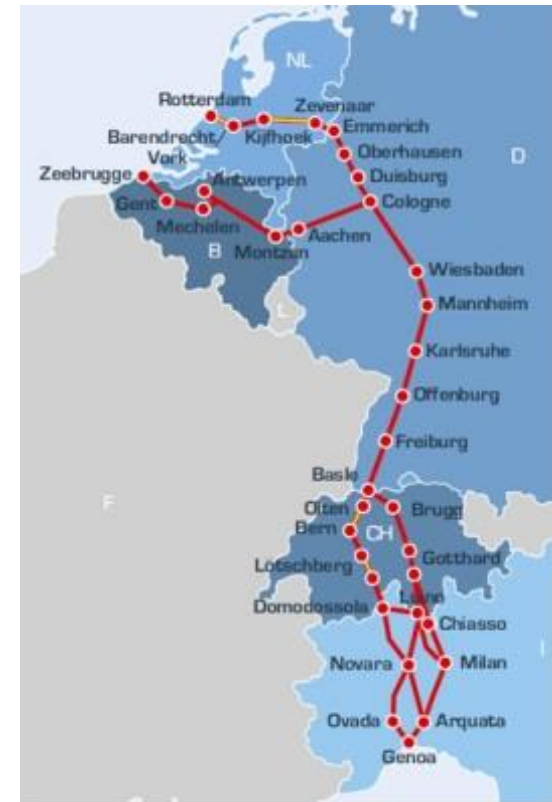 NL
Rotterdam
Zevenaar
Barendrecht/
Vork
Kijfhoek
Emmerich
Oberhausen
D
Zeebrugge
Antwerpen
Duisburg
Gent
Cologne
Mechelen
B
Montzen
Aachen
Wiesbaden
L
Mannheim
Karlsruhe
Offenburg
Freiburg
Basle
Olten
Brugg
F
Bern
CH
Gotthard
Lötschberg
Luino
Domodossola
Chiasso
I
Novara
Milan
Ovada
Arquata
Genoa